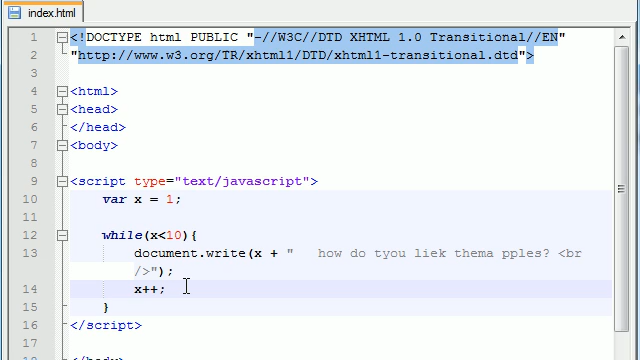 index.html
1 <!DOCTYPE html PUBLIC "-//W3C//DTD XHTML 1.0 Transitional//EN"
2 "http://www.w3.org/TR/xhtml1/DTD/xhtml1-transitional.dtd">
3
4 <html>
5 <head>
6 </head>
7 <body>
8
9 <script type="text/javascript">
10 var x = 1;
11
12 while(x<10){
13 document.write(x + "   how do tyou liek thema pples? <br
/>");
14 x++;
15 }
16 </script>
17
18 </body>